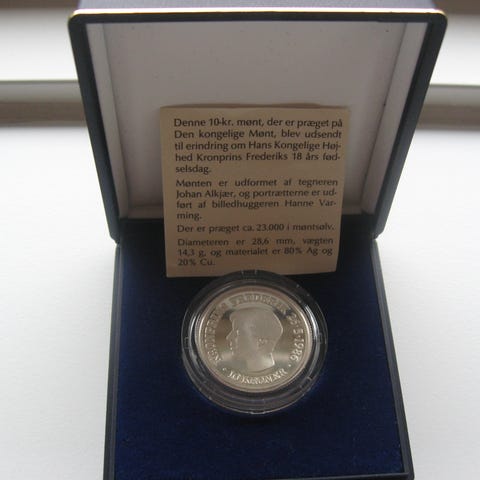 Denne 10-kr. mønt, der er præget på
Den kongelige Mønt, blev udsendt
til erindring om Hans Kongelige Høj-
hed Kronprins Frederiks 18 års fød-
selsdag.
Mønten er udformet af tegneren
Johan Alkjær, og portrætterne er ud-
ført af billedhuggeren Hanne Var-
ming.
Der er præget ca. 23.000 i møntsølv.
Diameteren er 28,6 mm, vægten
14,3 g, og materialet er 80% Ag og
20% Cu.
KRONPRINS FREDERIK 26·5·1986
10 KRONER